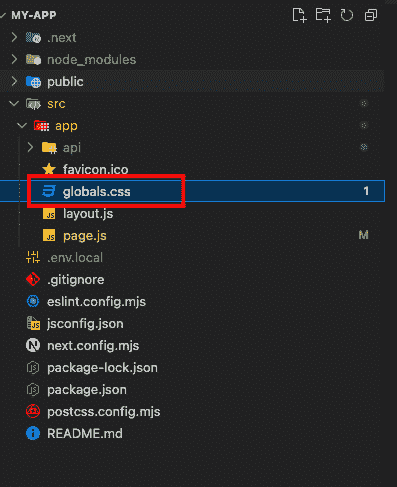 MY-APP
.next
node_modules
public
src
app
api
favicon.ico
globals.css 1
layout.js
page.js M
.env.local
.gitignore
eslint.config.mjs
jsconfig.json
next.config.mjs
package-lock.json
package.json
postcss.config.mjs
README.md